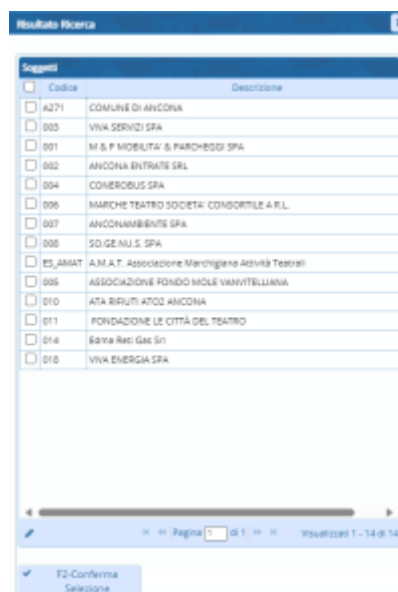 Risultato Ricerca
Soggetti
Codice Descrizione
A271 COMUNE DI ANCONA
003 VIVA SERVIZI SPA
001 M & P MOBILITA' & PARCHEGGI SPA
002 ANCONA ENTRATE SRL
004 CONEROBUS SPA
006 MARCHE TEATRO SOCIETA' CONSORTILE A R.L.
007 ANCONAMBIENTE SPA
008 SO.GE.NU.S. SPA
ES_AMAT A.M.A.T. Associazione Marchigiana Attività Teatrali
005 ASSOCIAZIONE FONDO MOLE VANVITELLIANA
010 ATA RIFIUTI ATO2 ANCONA
011 FONDAZIONE LE CITTÀ DEL TEATRO
014 Edma Reti Gas Srl
018 VIVA ENERGIA SPA
Pagina 1 di 1 Visualizzati 1 - 14 di 14
F2-Conferma
Selezione